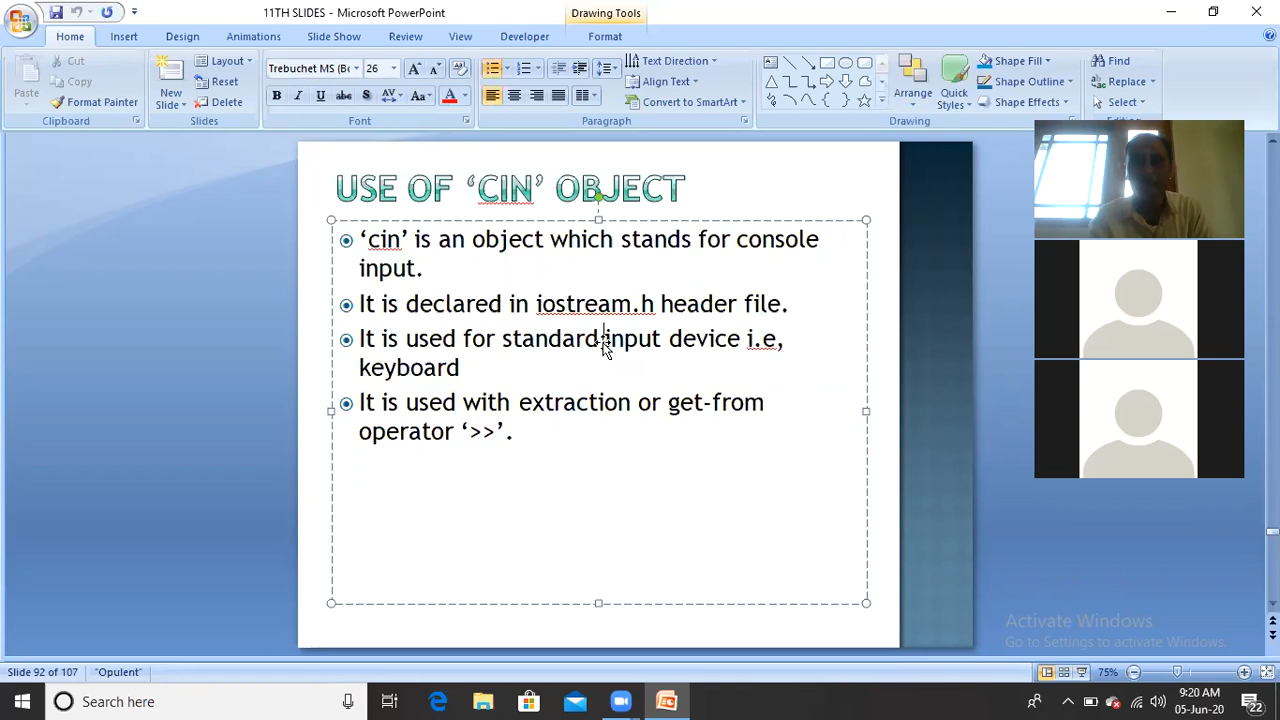 11TH SLIDES - Microsoft PowerPoint
Drawing Tools
Home Insert Design Animations Slide Show Review View Developer Format
Paste
Cut
Copy
Format Painter
Clipboard
New Slide
Layout
Reset
Delete
Slides
Trebuchet MS (Bc 26
B I U abc S AV Aa A
Font
Paragraph
Text Direction
Align Text
Convert to SmartArt
Arrange
Quick Styles
Shape Fill
Shape Outline
Shape Effects
Drawing
Find
Replace
Select
USE OF ‘CIN’ OBJECT
‘cin’ is an object which stands for console
input.
It is declared in iostream.h header file.
It is used for standard input device i.e,
keyboard
It is used with extraction or get-from
operator ‘>>’.
Activate Windows
Go to Settings to activate Windows.
Slide 92 of 107 "Opulent" 75%
Search here
9:20 AM
05-Jun-20
22